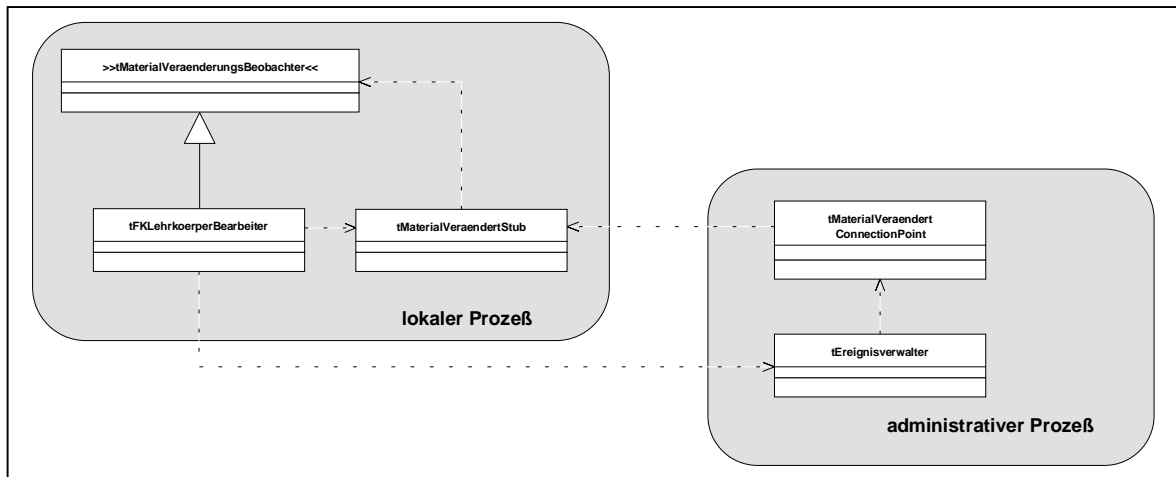 >>tMaterialVeraenderungsBeobachter<<
tFKLehrkoerperBearbeiter
tMaterialVeraendertStub
lokaler Prozeß
tMaterialVeraendert
ConnectionPoint
tEreignisverwalter
administrativer Prozeß